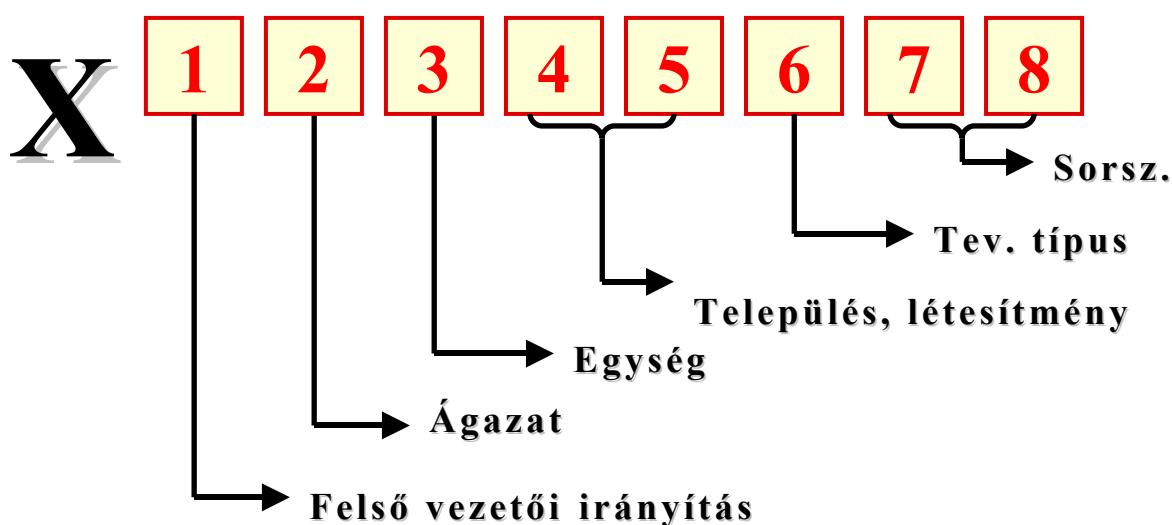 X 1 2 3 4 5 6 7 8
Sorsz.
Tev. típus
Település, létesítmény
Egység
Ágazat
Felső vezetői irányítás